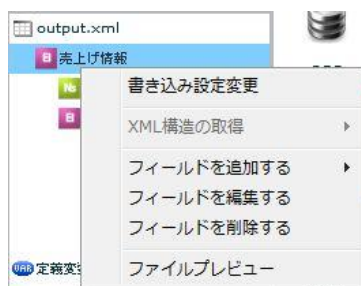 output.xml
売上げ情報
書き込み設定変更
XML構造の取得
フィールドを追加する
フィールドを編集する
フィールドを削除する
定義変
ファイルプレビュー